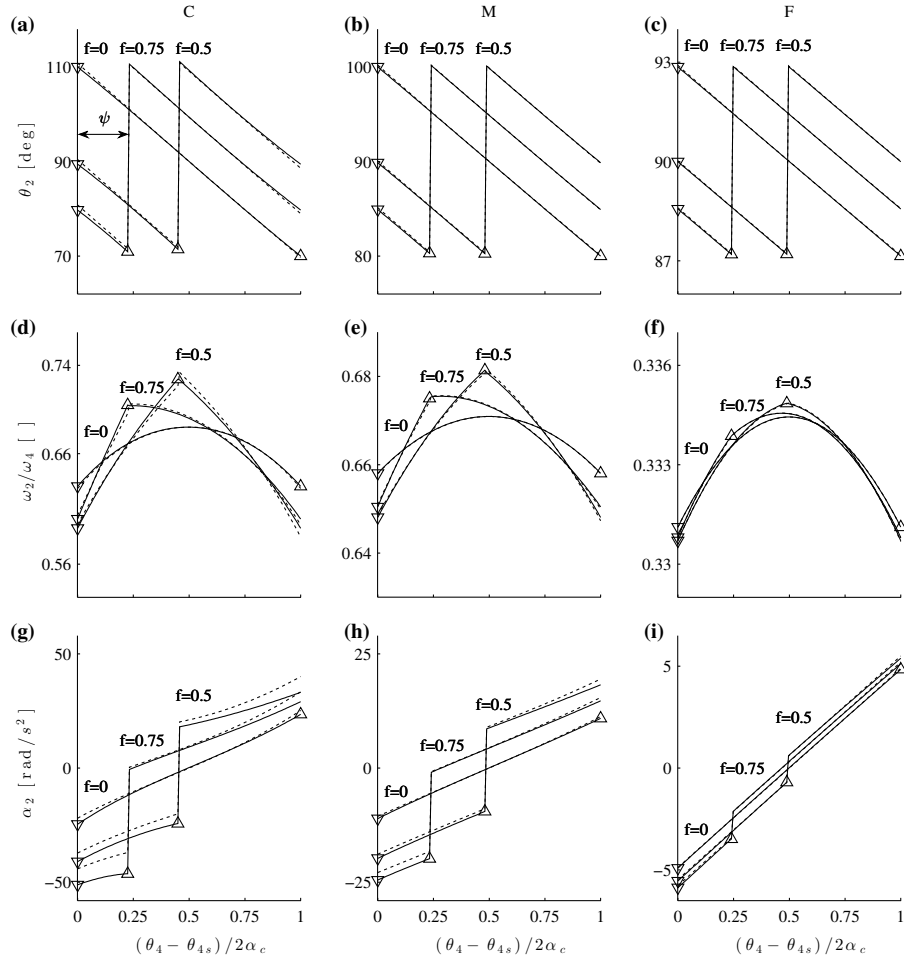 C M F
(a) (b) (c)
f=0 f=0.75 f=0.5
f=0 f=0.75 f=0.5
f=0 f=0.75 f=0.5
110
90
70
θ2 [deg]
ψ
100
90
80
93
90
87
(d) (e) (f)
0.74
0.66
0.56
ω2/ω4 [ ]
f=0.5
f=0.75
f=0
0.68
0.66
0.64
f=0.5
f=0.75
f=0
0.336
0.333
0.33
f=0.5
f=0.75
f=0
(g) (h) (i)
50
0
−50
α2 [rad/s²]
f=0.5
f=0.75
f=0
25
0
−25
f=0.5
f=0.75
f=0
5
0
−5
f=0.5
f=0.75
f=0
0 0.25 0.5 0.75 1
0 0.25 0.5 0.75 1
0 0.25 0.5 0.75 1
(θ4 − θ4s)/2αc
(θ4 − θ4s)/2αc
(θ4 − θ4s)/2αc